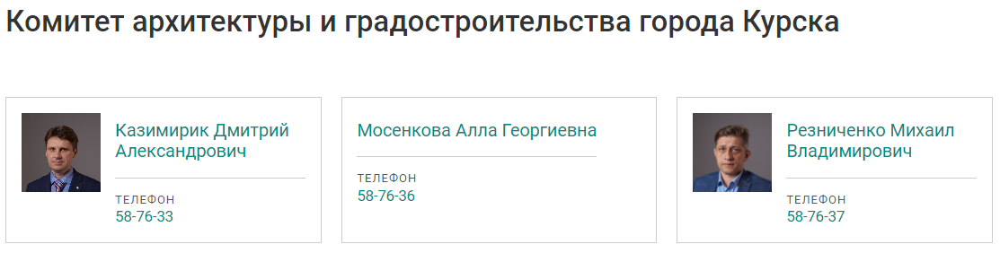 Комитет архитектуры и градостроительства города Курска
Казимирик Дмитрий
Александрович
ТЕЛЕФОН
58-76-33
Мосенкова Алла Георгиевна
ТЕЛЕФОН
58-76-36
Резниченко Михаил
Владимирович
ТЕЛЕФОН
58-76-37